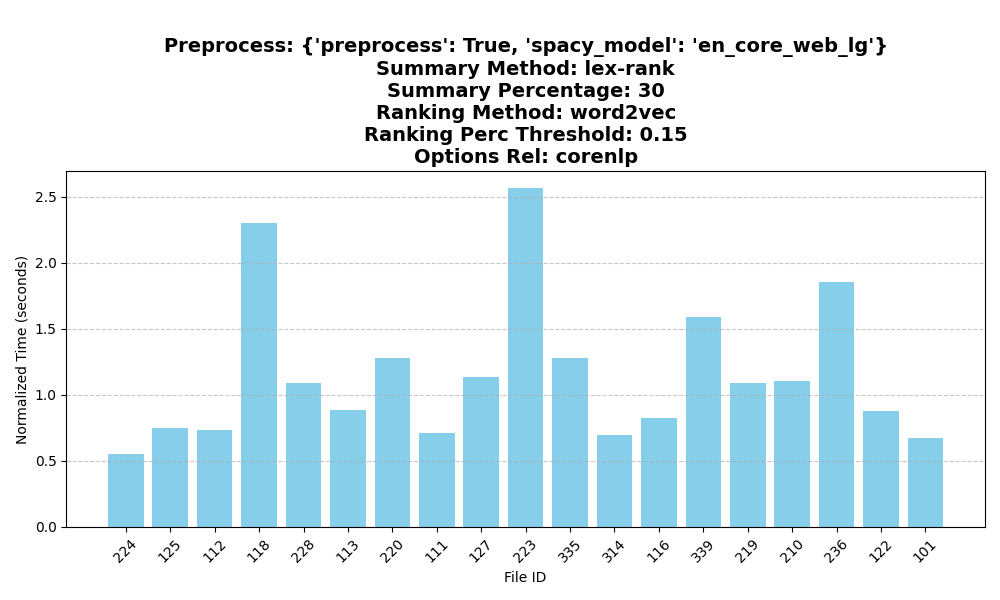 Preprocess: {'preprocess': True, 'spacy_model': 'en_core_web_lg'}
Summary Method: lex-rank
Summary Percentage: 30
Ranking Method: word2vec
Ranking Perc Threshold: 0.15
Options Rel: corenlp
2.5
2.0
1.5
1.0
0.5
0.0
Normalized Time (seconds)
224 125 112 118 228 113 220 111 127 223 335 314 116 339 219 210 236 122 101
File ID